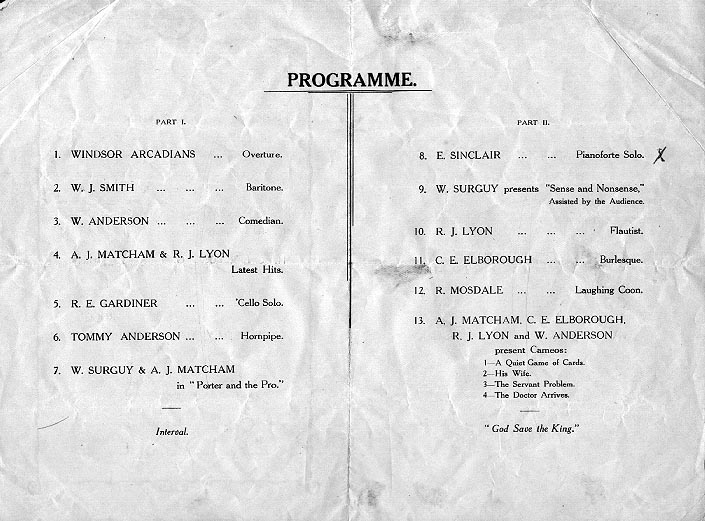 PROGRAMME.
PART I.
1. WINDSOR ARCADIANS ... Overture.
2. W. J. SMITH ... ... ... Baritone.
3. W. ANDERSON ... ... ... Comedian.
4. A. J. MATCHAM & R. J. LYON
Latest Hits.
5. R. E. GARDINER ... ... 'Cello Solo.
6. TOMMY ANDERSON ... ... Hornpipe.
7. W. SURGUY & A. J. MATCHAM
in "Porter and the Pro."
Interval.
PART II.
8. E. SINCLAIR ... ... Pianoforte Solo. X
9. W. SURGUY presents "Sense and Nonsense,"
Assisted by the Audience.
10. R. J. LYON ... ... ... Flautist.
11. C. E. ELBOROUGH ... ... Burlesque.
12. R. MOSDALE ... ... Laughing Coon.
13. A. J. MATCHAM, C. E. ELBOROUGH,
R. J. LYON and W. ANDERSON
present Cameos:
1—A Quiet Game of Cards.
2—His Wife.
3—The Servant Problem.
4—The Doctor Arrives.
"God Save the King."